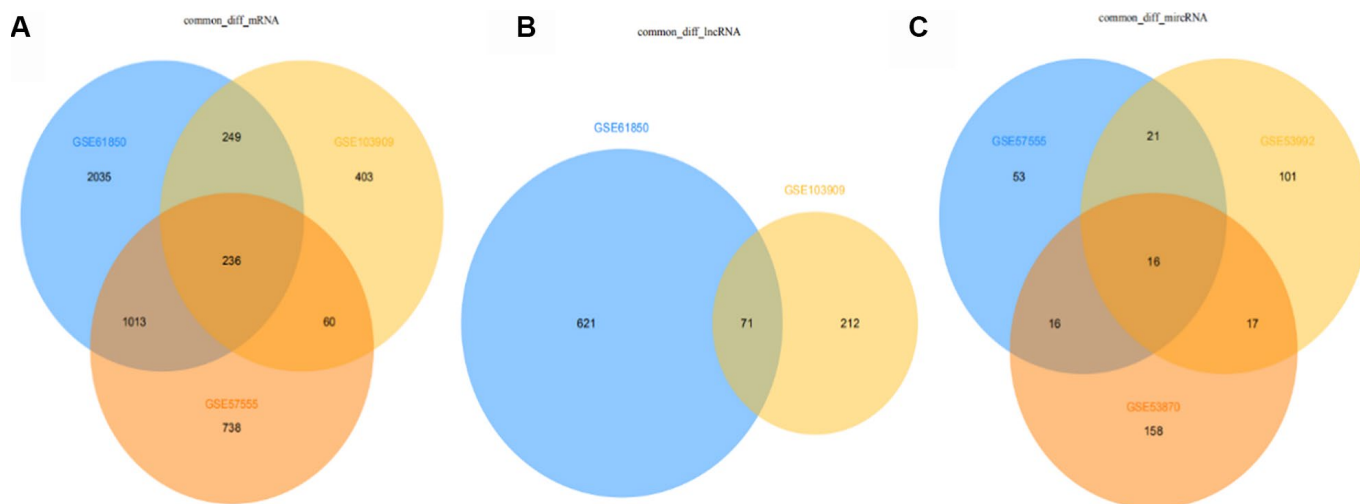 A
common_diff_mRNA
GSE61850
2035
249
GSE103909
403
236
1013
60
GSE57555
738
B
common_diff_lncRNA
GSE61850
GSE103909
621
71
212
C
common_diff_mircRNA
GSE57555
53
21
GSE53992
101
16
16
17
GSE53870
158